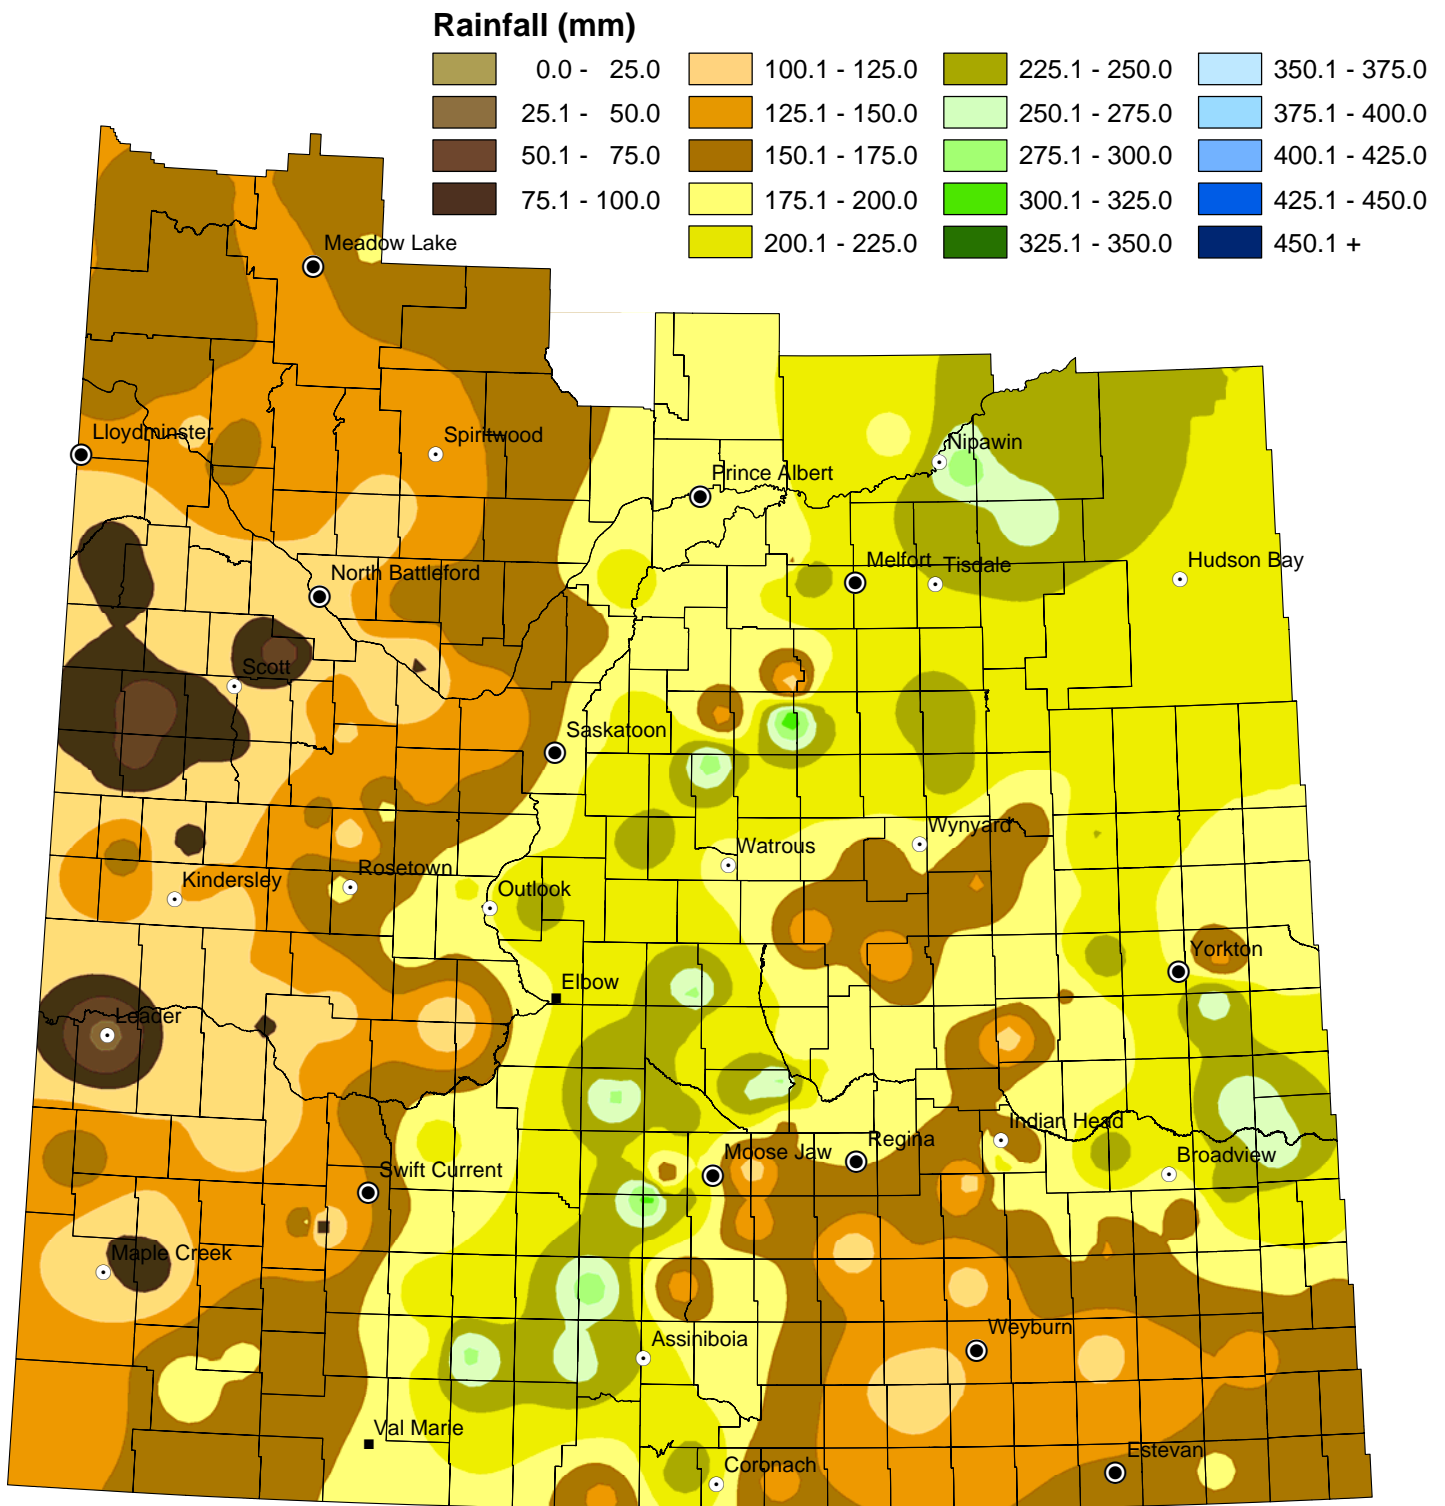 Rainfall (mm)
0.0 - 25.0 100.1 - 125.0 225.1 - 250.0 350.1 - 375.0
25.1 - 50.0 125.1 - 150.0 250.1 - 275.0 375.1 - 400.0
50.1 - 75.0 150.1 - 175.0 275.1 - 300.0 400.1 - 425.0
75.1 - 100.0 175.1 - 200.0 300.1 - 325.0 425.1 - 450.0
200.1 - 225.0 325.1 - 350.0 450.1 +
Meadow Lake
Lloydminster
Spiritwood
Nipawin
Prince Albert
Melfort
Tisdale
Hudson Bay
North Battleford
Scott
Saskatoon
Wynyard
Watrous
Rosetown
Kindersley
Outlook
Yorkton
Elbow
Leader
Indian Head
Regina
Moose Jaw
Broadview
Swift Current
Maple Creek
Weyburn
Assiniboia
Val Marie
Estevan
Coronach